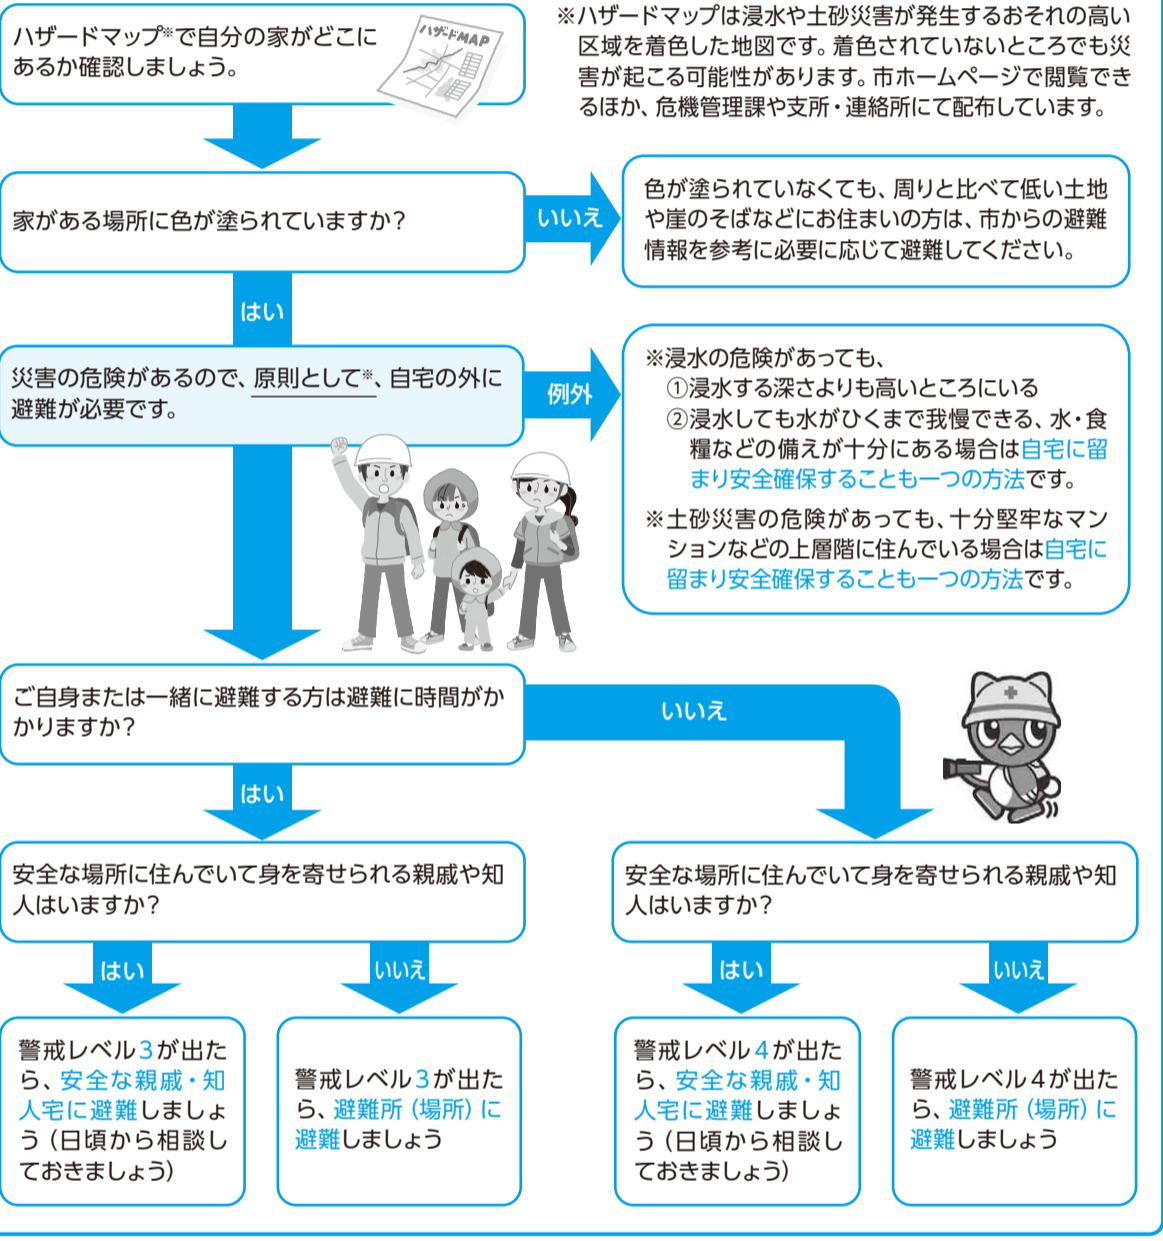 ハザードマップ※で自分の家がどこに
あるか確認しましょう。
ハザードMAP
※ハザードマップは浸水や土砂災害が発生するおそれの高い
区域を着色した地図です。着色されていないところでも災
害が起こる可能性があります。市ホームページで閲覧でき
るほか、危機管理課や支所・連絡所にて配布しています。
家がある場所に色が塗られていますか？
いいえ
色が塗られていなくても、周りと比べて低い土地
や崖のそばなどにお住まいの方は、市からの避難
情報を参考に必要に応じて避難してください。
はい
災害の危険があるので、原則として※、自宅の外に
避難が必要です。
例外
※浸水の危険があっても、
①浸水する深さよりも高いところにいる
②浸水しても水がひくまで我慢できる、水・食
糧などの備えが十分にある場合は自宅に留
まり安全確保することも一つの方法です。
※土砂災害の危険があっても、十分堅牢なマン
ションなどの上層階に住んでいる場合は自宅に
留まり安全確保することも一つの方法です。
ご自身または一緒に避難する方は避難に時間がか
かりますか？
いいえ
はい
安全な場所に住んでいて身を寄せられる親戚や知
人はいますか？
はい
いいえ
警戒レベル3が出た
ら、安全な親戚・知
人宅に避難しましょ
う（日頃から相談し
ておきましょう）
警戒レベル3が出た
ら、避難所（場所）に
避難しましょう
安全な場所に住んでいて身を寄せられる親戚や知
人はいますか？
はい
いいえ
警戒レベル4が出た
ら、安全な親戚・知
人宅に避難しましょ
う（日頃から相談し
ておきましょう）
警戒レベル4が出た
ら、避難所（場所）に
避難しましょう